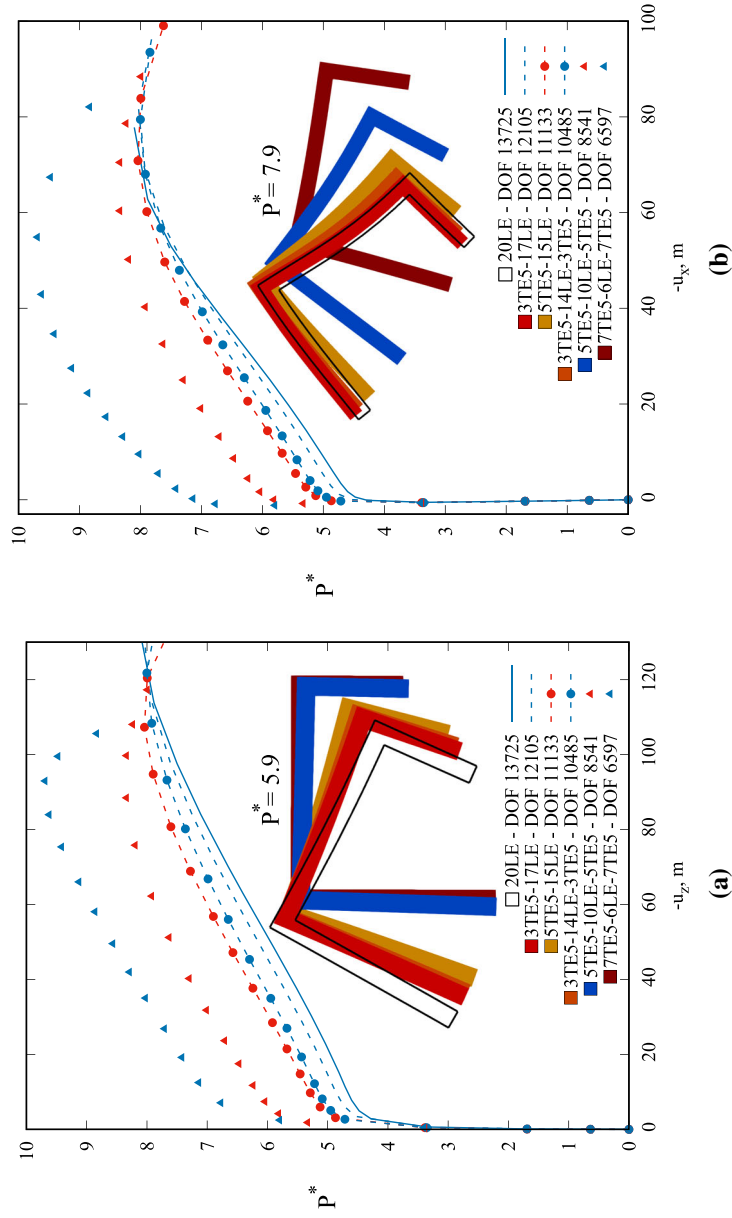 10
9
8
7
6
5
4
3
2
1
0
P*
0
20
40
60
80
100
120
-u_z, m
P* = 5.9
20LE - DOF 13725
3TE5-17LE - DOF 12105
5TE5-15LE - DOF 11133
3TE5-14LE-3TE5 - DOF 10485
5TE5-10LE-5TE5 - DOF 8541
7TE5-6LE-7TE5 - DOF 6597
(a)
10
9
8
7
6
5
4
3
2
1
0
P*
0
20
40
60
80
100
-u_x, m
P* = 7.9
20LE - DOF 13725
3TE5-17LE - DOF 12105
5TE5-15LE - DOF 11133
3TE5-14LE-3TE5 - DOF 10485
5TE5-10LE-5TE5 - DOF 8541
7TE5-6LE-7TE5 - DOF 6597
(b)